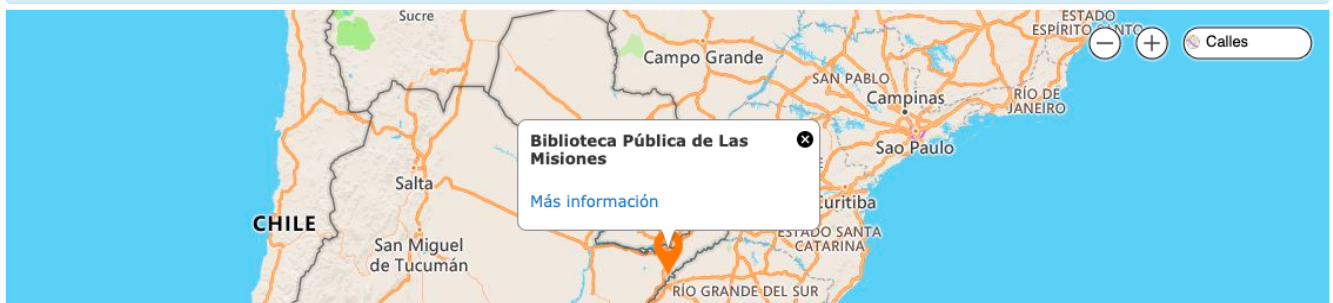 Sucre
ESTADO
ESPÍRITO SANTO
Calles
Campo Grande
SAN PABLO
Campinas
RÍO DE
JANEIRO
Biblioteca Pública de Las
Misiones
Sao Paulo
Salta
Más información
Curitiba
CHILE
San Miguel
de Tucumán
ESTADO SANTA
CATARINA
RÍO GRANDE DEL SUR